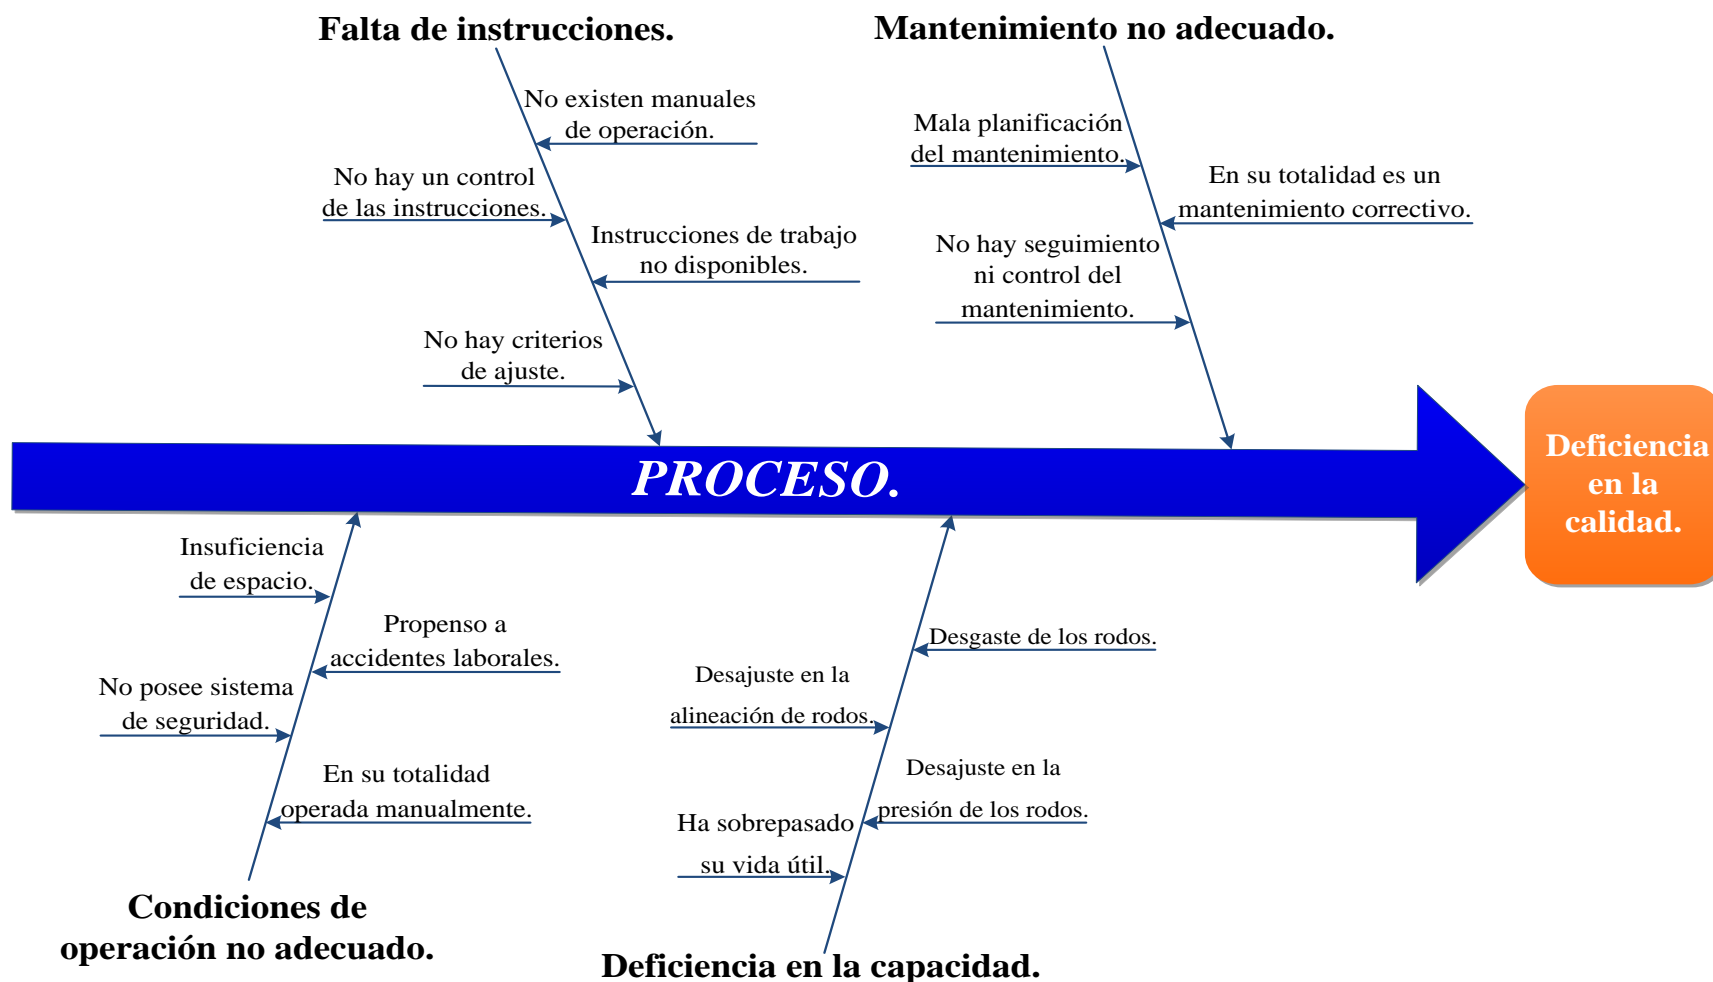 Falta de instrucciones.
Mantenimiento no adecuado.
No existen manuales
de operación.
No hay un control
de las instrucciones.
Instrucciones de trabajo
no disponibles.
No hay criterios
de ajuste.
Mala planificación
del mantenimiento.
En su totalidad es un
mantenimiento correctivo.
No hay seguimiento
ni control del
mantenimiento.
PROCESO.
Deficiencia
en la
calidad.
Insuficiencia
de espacio.
Propenso a
accidentes laborales.
No posee sistema
de seguridad.
En su totalidad
operada manualmente.
Desgaste de los rodos.
Desajuste en la
alineación de rodos.
Desajuste en la
presión de los rodos.
Ha sobrepasado
su vida útil.
Condiciones de
operación no adecuado.
Deficiencia en la capacidad.